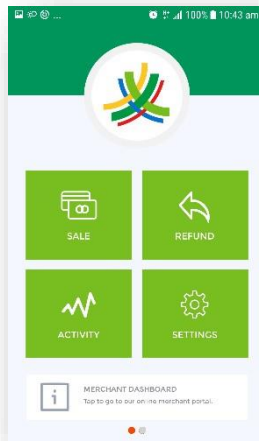 ... 100% 10:43 am
SALE
REFUND
ACTIVITY
SETTINGS
i
MERCHANT DASHBOARD
Tap to go to our online merchant portal.